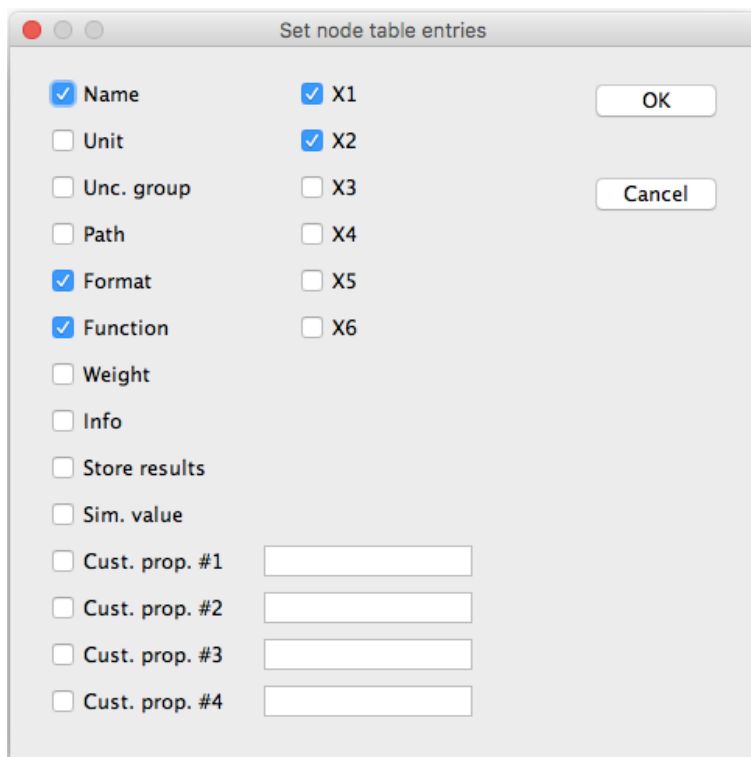 Set node table entries
Name X1 OK
Unit X2
Unc. group X3 Cancel
Path X4
Format X5
Function X6
Weight
Info
Store results
Sim. value
Cust. prop. #1
Cust. prop. #2
Cust. prop. #3
Cust. prop. #4